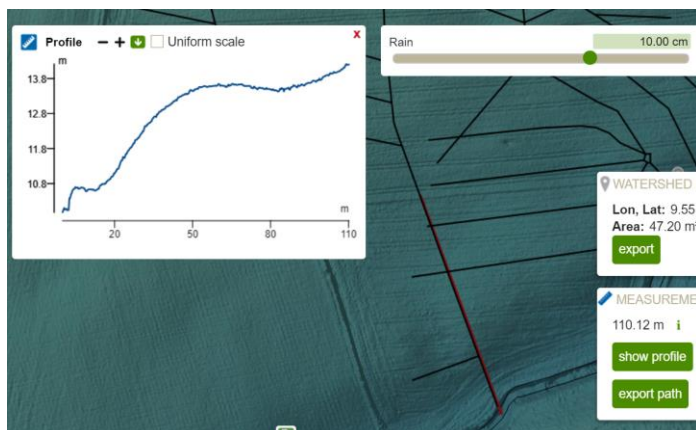 Profile
Uniform scale
x
m
13.8
12.8
11.8
10.8
m
20
50
80
110
Rain
10.00 cm
WATERSHED
Lon, Lat: 9.55
Area: 47.20 m²
export
MEASUREME
110.12 m i
show profile
export path